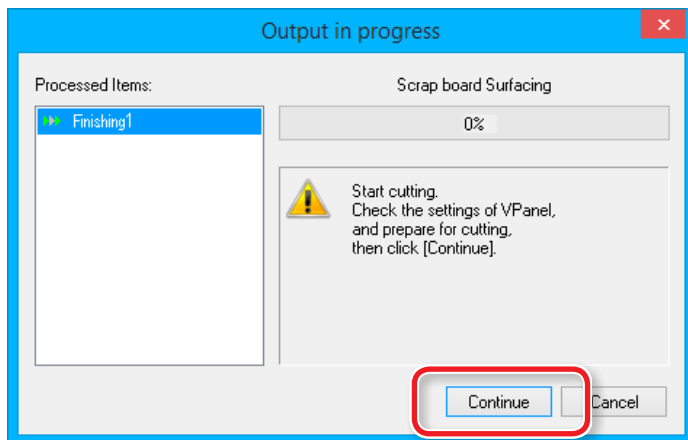 Output in progress
Processed Items:
Scrap board Surfacing
Finishing1
0%
Start cutting.
Check the settings of VPanel,
and prepare for cutting,
then click [Continue].
Continue
Cancel